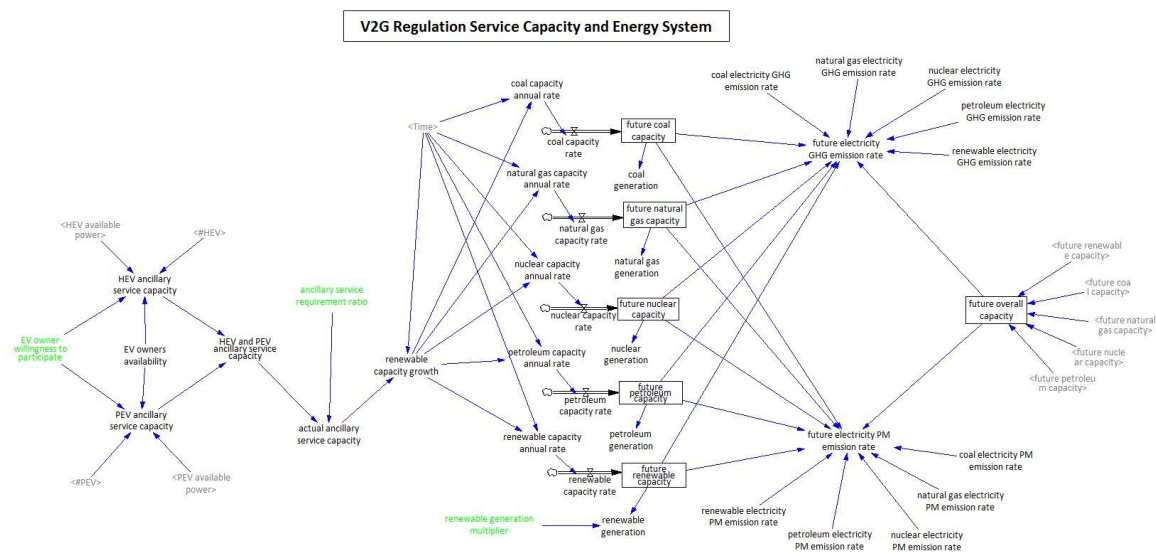 V2G Regulation Service Capacity and Energy System
coal capacity
annual rate
<Time>
coal capacity
rate
future coal
capacity
coal
generation
natural gas capacity
annual rate
natural gas
capacity rate
future natural
gas capacity
natural gas
generation
nuclear capacity
annual rate
nuclear capacity
rate
future nuclear
capacity
nuclear
generation
petroleum capacity
annual rate
petroleum
capacity rate
future
petroleum
capacity
petroleum
generation
renewable capacity
annual rate
renewable
capacity rate
future
renewable
capacity
renewable
generation
renewable generation
multiplier
<HEV available
power>
<#HEV>
HEV ancillary
service capacity
EV owner
willingness to
participate
EV owners
availability
HEV and PEV
ancillary service
capacity
PEV ancillary
service capacity
<#PEV>
<PEV available
power>
ancillary service
requirement ratio
actual ancillary
service capacity
renewable
capacity growth
coal electricity GHG
emission rate
natural gas electricity
GHG emission rate
nuclear electricity
GHG emission rate
petroleum electricity
GHG emission rate
renewable electricity
GHG emission rate
future electricity
GHG emission rate
<future renewabl
e capacity>
<future coa
l capacity>
<future natural
gas capacity>
<future nucle
ar capacity>
<future petroleu
m capacity>
future overall
capacity
future electricity PM
emission rate
coal electricity PM
emission rate
natural gas electricity
PM emission rate
nuclear electricity
PM emission rate
petroleum electricity
PM emission rate
renewable electricity
PM emission rate